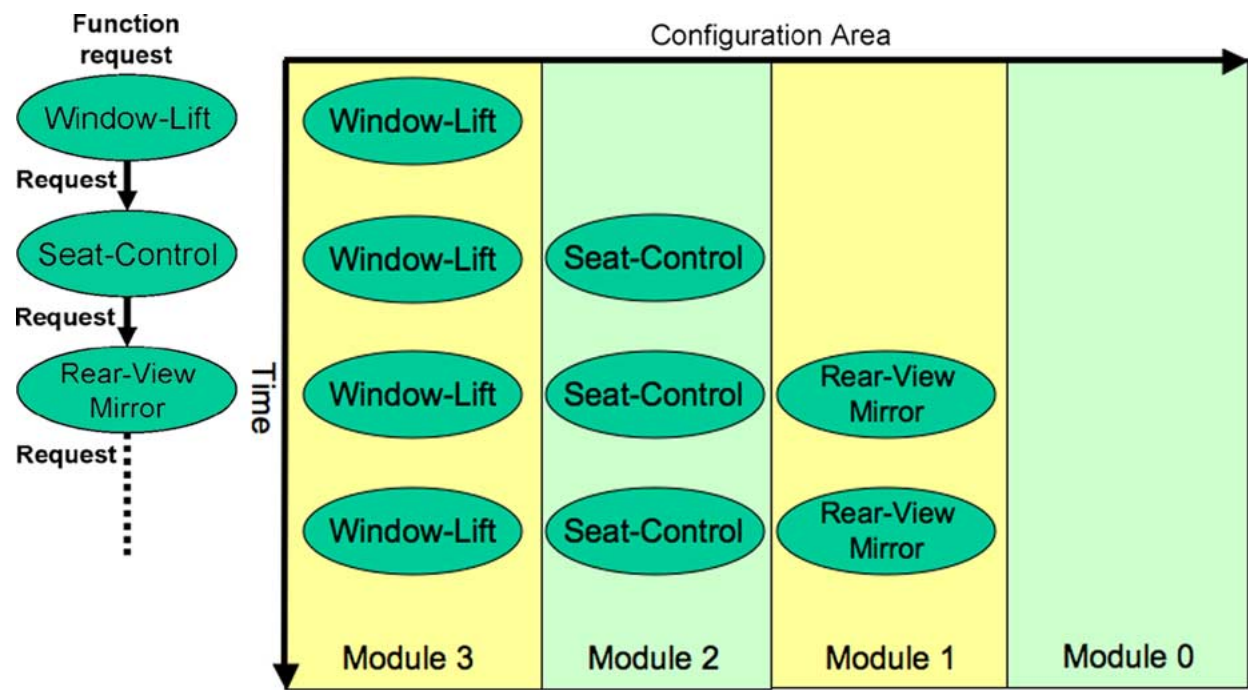 Function
request
Window-Lift
Request
Seat-Control
Request
Rear-View
Mirror
Request
Configuration Area
Time
Window-Lift
Window-Lift Seat-Control
Window-Lift Seat-Control Rear-View
Mirror
Window-Lift Seat-Control Rear-View
Mirror
Module 3 Module 2 Module 1 Module 0